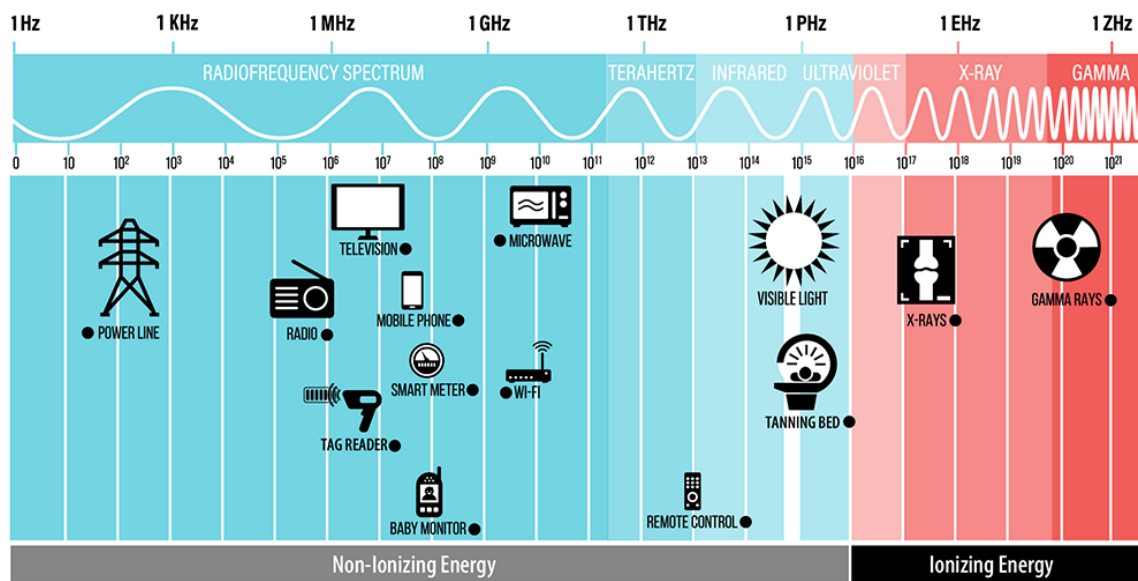 1 Hz 1 KHz 1 MHz 1 GHz 1 THz 1 PHz 1 EHz 1 ZHz
RADIOFREQUENCY SPECTRUM TERAHERTZ INFRARED ULTRAVIOLET X-RAY GAMMA
0 10 10² 10³ 10⁴ 10⁵ 10⁶ 10⁷ 10⁸ 10⁹ 10¹⁰ 10¹¹ 10¹² 10¹³ 10¹⁴ 10¹⁵ 10¹⁶ 10¹⁷ 10¹⁸ 10¹⁹ 10²⁰ 10²¹
TELEVISION
MICROWAVE
POWER LINE
RADIO
MOBILE PHONE
VISIBLE LIGHT
X-RAYS
GAMMA RAYS
SMART METER
WI-FI
TAG READER
TANNING BED
BABY MONITOR
REMOTE CONTROL
Non-Ionizing Energy Ionizing Energy